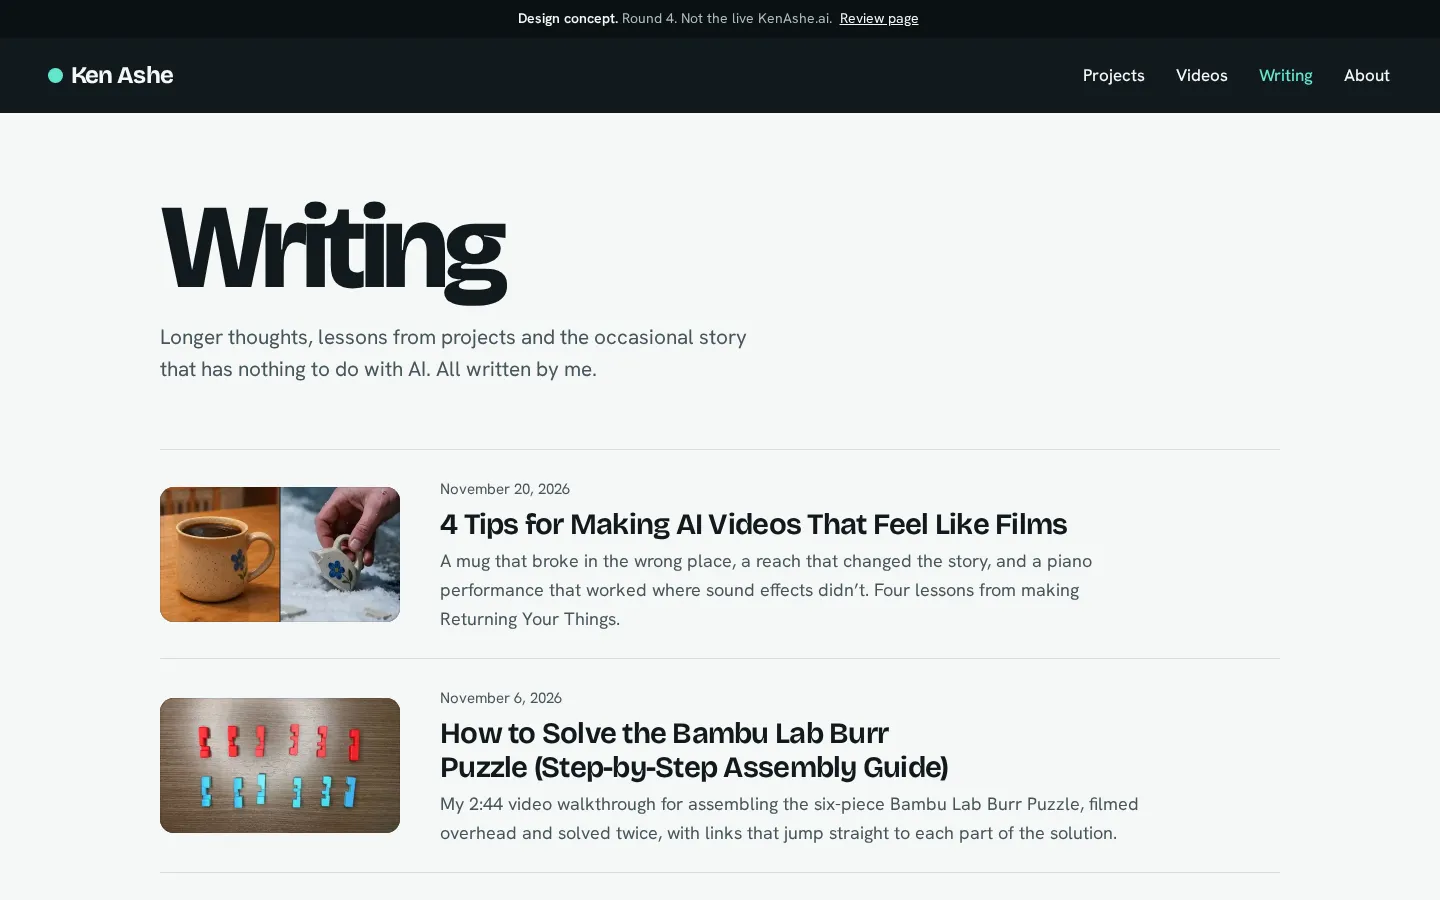 Design concept. Round 4. Not the live KenAshe.ai. Review page
Ken Ashe
Projects Videos Writing About
Writing
Longer thoughts, lessons from projects and the occasional story
that has nothing to do with AI. All written by me.
November 20, 2026
4 Tips for Making AI Videos That Feel Like Films
A mug that broke in the wrong place, a reach that changed the story, and a piano
performance that worked where sound effects didn’t. Four lessons from making
Returning Your Things.
November 6, 2026
How to Solve the Bambu Lab Burr
Puzzle (Step-by-Step Assembly Guide)
My 2:44 video walkthrough for assembling the six-piece Bambu Lab Burr Puzzle, filmed
overhead and solved twice, with links that jump straight to each part of the solution.